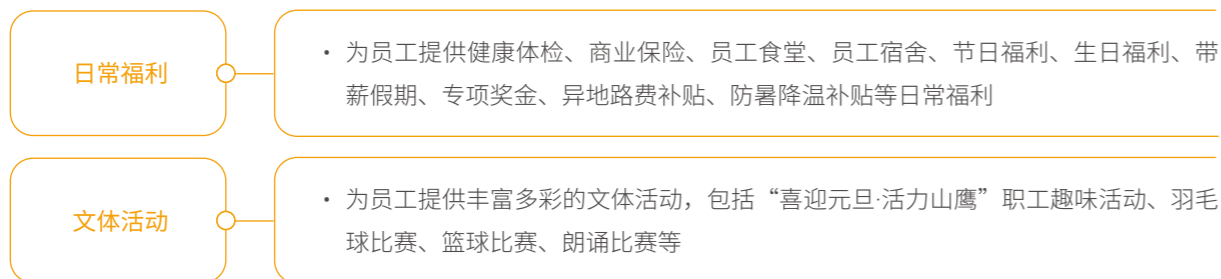 日常福利
• 为员工提供健康体检、商业保险、员工食堂、员工宿舍、节日福利、生日福利、带
薪假期、专项奖金、异地路费补贴、防暑降温补贴等日常福利
文体活动
• 为员工提供丰富多彩的文体活动，包括“喜迎元旦·活力山鹰”职工趣味活动、羽毛
球比赛、篮球比赛、朗诵比赛等